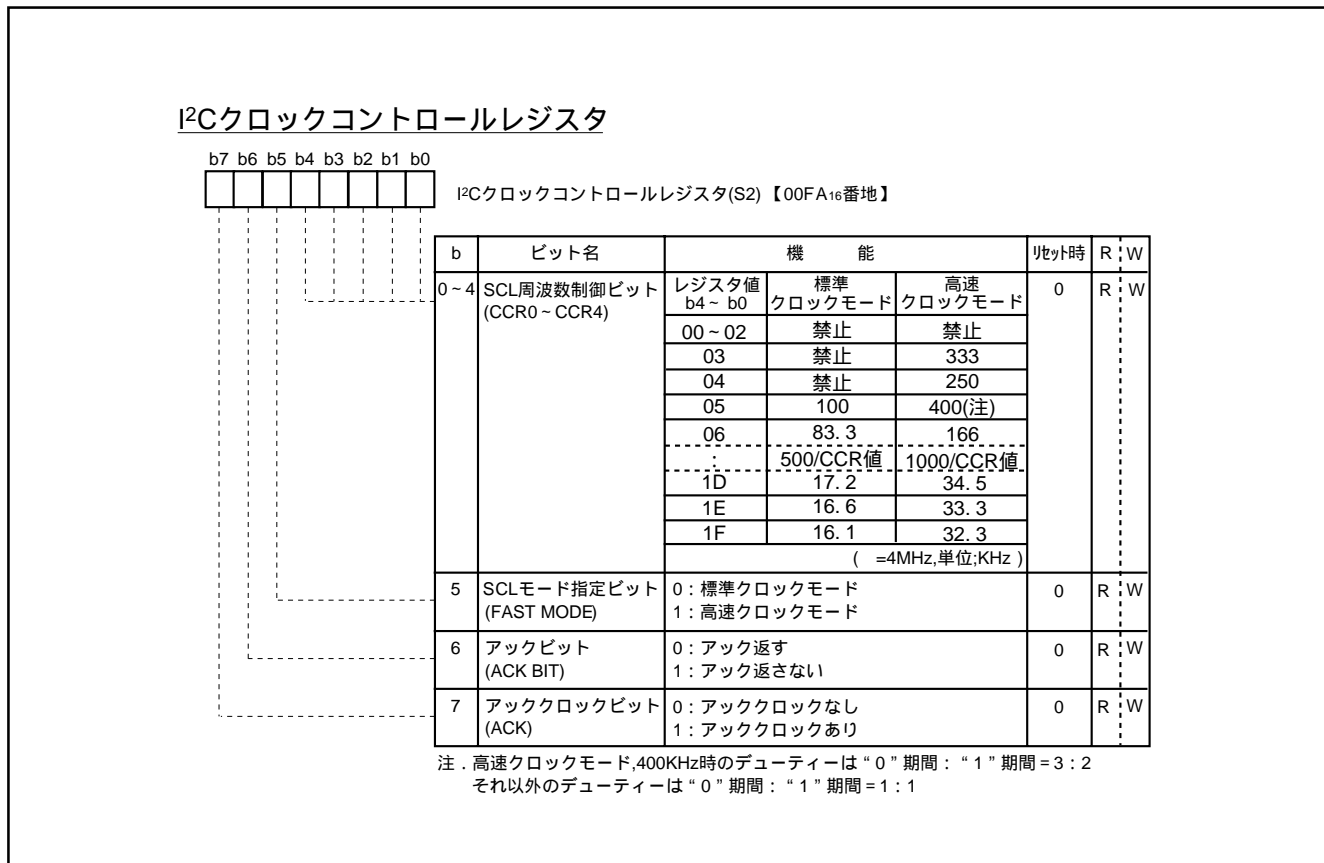 I²Cクロックコントロールレジスタ
b7 b6 b5 b4 b3 b2 b1 b0
I²Cクロックコントロールレジスタ(S2)【00FA₁₆番地】
b ビット名 機 能 リセット時 R W
0~4 SCL周波数制御ビット レジスタ値 標準 高速 0 R W
(CCR0~CCR4) b4~b0 クロックモード クロックモード
00~02 禁止 禁止
03 禁止 333
04 禁止 250
05 100 400(注)
06 83.3 166
: 500/CCR値 1000/CCR値
1D 17.2 34.5
1E 16.6 33.3
1F 16.1 32.3
( =4MHz,単位;KHz )
5 SCLモード指定ビット 0:標準クロックモード 0 R W
(FAST MODE) 1:高速クロックモード
6 アックビット 0:アック返す 0 R W
(ACK BIT) 1:アック返さない
7 アッククロックビット 0:アッククロックなし 0 R W
(ACK) 1:アッククロックあり
注.高速クロックモード,400KHz時のデューティーは“0”期間:“1”期間=3:2
それ以外のデューティーは“0”期間:“1”期間=1:1